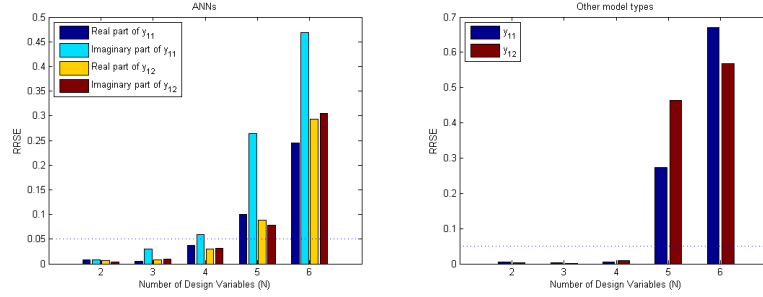 ANNs
0.5
0.45
0.4
0.35
0.3
0.25
0.2
0.15
0.1
0.05
0
RRSE
Real part of y11
Imaginary part of y11
Real part of y12
Imaginary part of y12
2 3 4 5 6
Number of Design Variables (N)
Other model types
0.7
0.6
0.5
0.4
0.3
0.2
0.1
0
RRSE
y11
y12
2 3 4 5 6
Number of Design Variables (N)